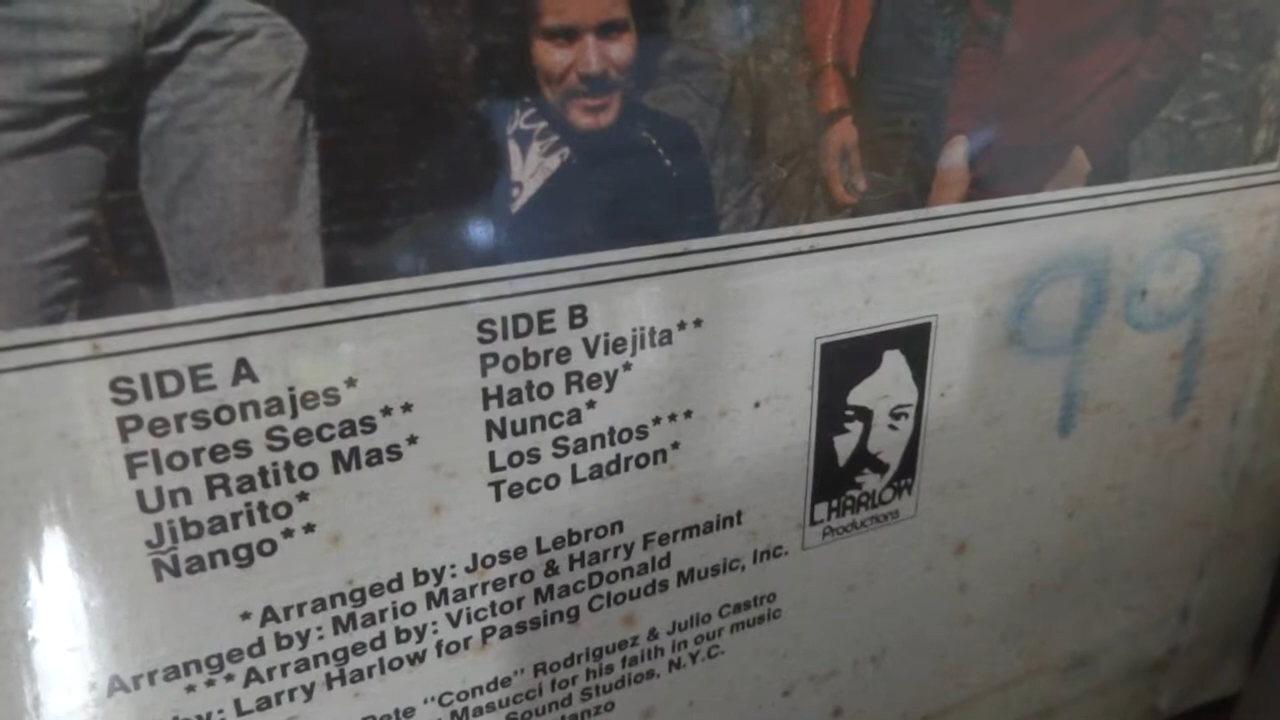 SIDE A
Personajes*
Flores Secas**
Un Ratito Mas*
Jibarito*
Ñango**
SIDE B
Pobre Viejita**
Hato Rey*
Nunca*
Los Santos***
Teco Ladron*
*Arranged by: Jose Lebron
Arranged by: Mario Marrero & Harry Fermaint
***Arranged by: Victor MacDonald
by: Larry Harlow for Passing Clouds Music, Inc.
Pete "Conde" Rodriguez & Julio Castro
Masucci for his faith in our music
Sound Studios, N.Y.C.
HARLOW
Productions
99